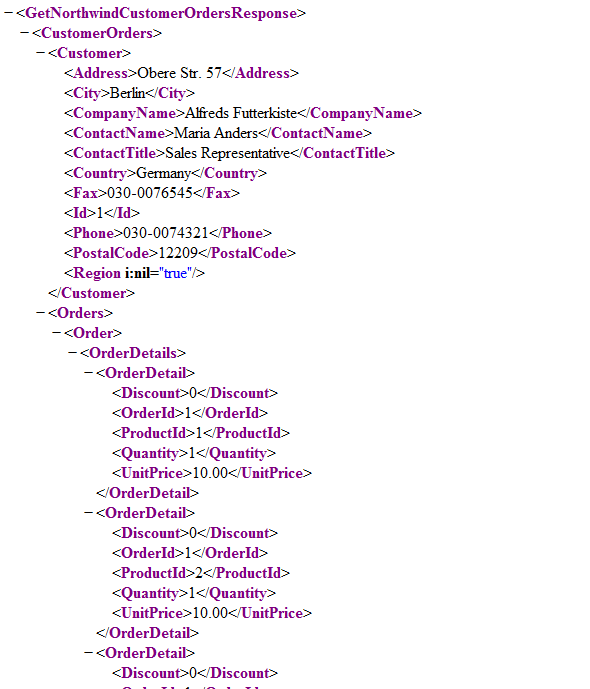 − <GetNorthwindCustomerOrdersResponse>
− <CustomerOrders>
− <Customer>
<Address>Obere Str. 57</Address>
<City>Berlin</City>
<CompanyName>Alfreds Futterkiste</CompanyName>
<ContactName>Maria Anders</ContactName>
<ContactTitle>Sales Representative</ContactTitle>
<Country>Germany</Country>
<Fax>030-0076545</Fax>
<Id>1</Id>
<Phone>030-0074321</Phone>
<PostalCode>12209</PostalCode>
<Region i:nil="true"/>
</Customer>
− <Orders>
− <Order>
− <OrderDetails>
− <OrderDetail>
<Discount>0</Discount>
<OrderId>1</OrderId>
<ProductId>1</ProductId>
<Quantity>1</Quantity>
<UnitPrice>10.00</UnitPrice>
</OrderDetail>
− <OrderDetail>
<Discount>0</Discount>
<OrderId>1</OrderId>
<ProductId>2</ProductId>
<Quantity>1</Quantity>
<UnitPrice>10.00</UnitPrice>
</OrderDetail>
− <OrderDetail>
<Discount>0</Discount>